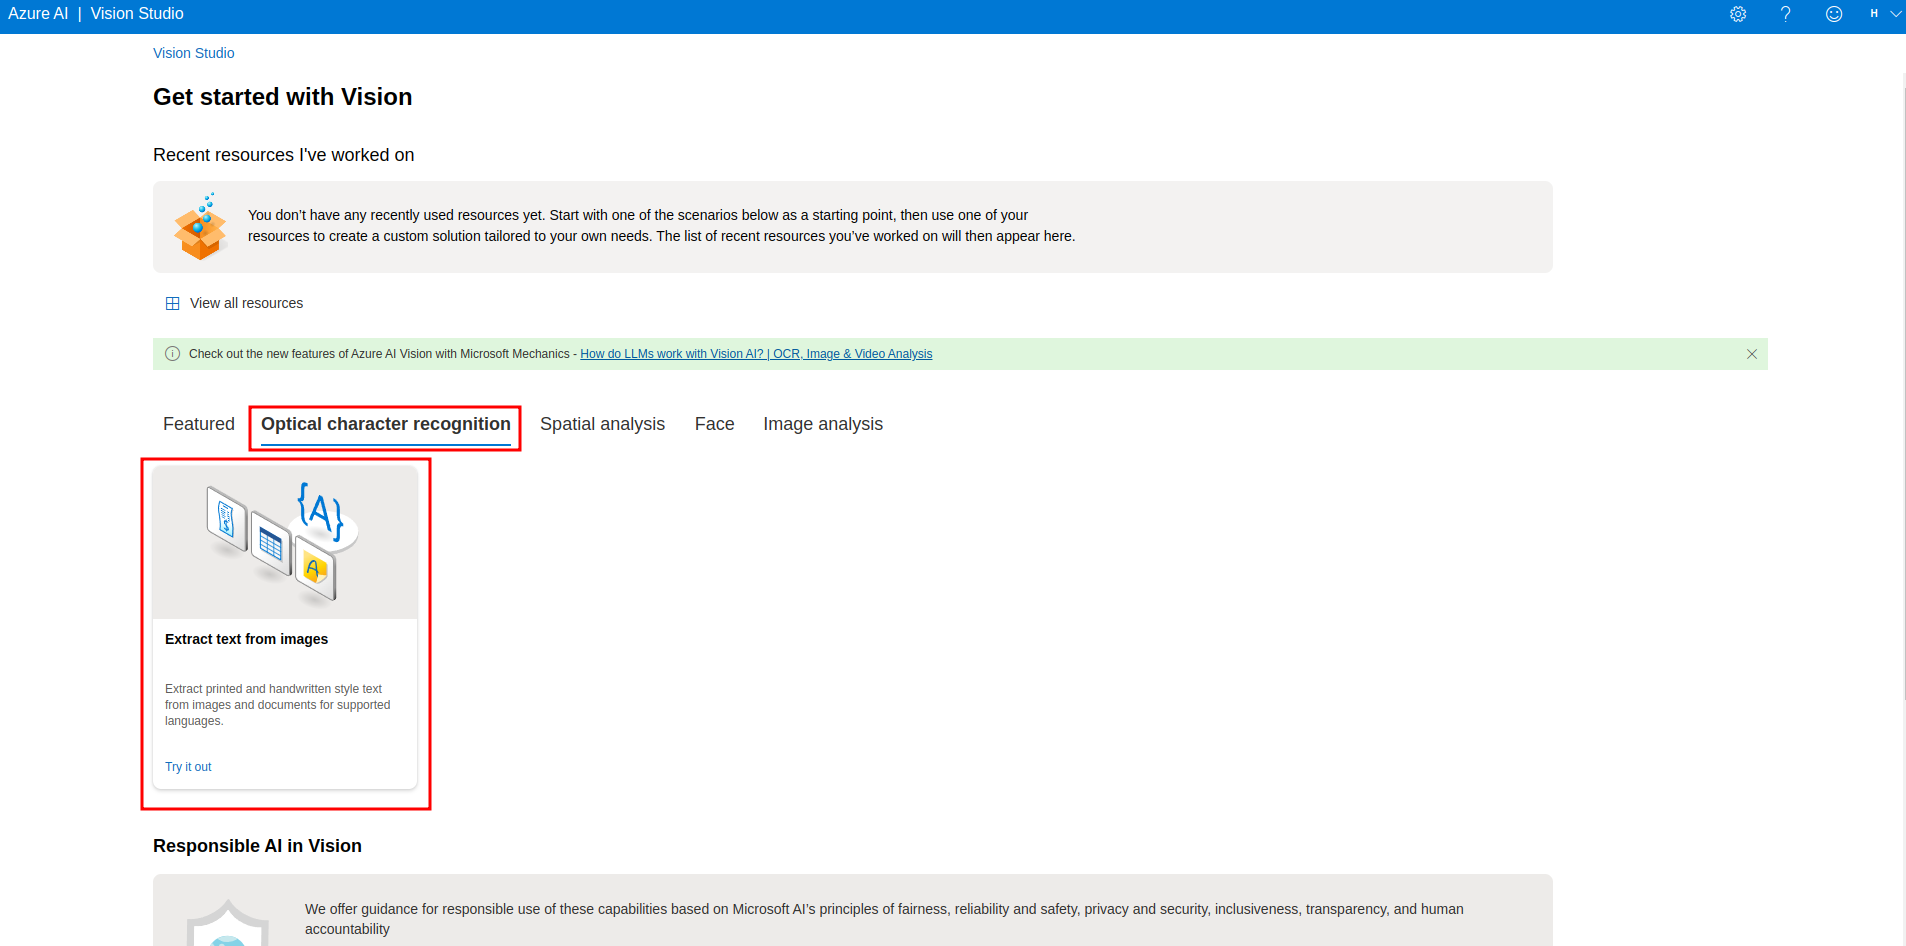 Azure AI | Vision Studio
H
Vision Studio
Get started with Vision
Recent resources I've worked on
You don’t have any recently used resources yet. Start with one of the scenarios below as a starting point, then use one of your
resources to create a custom solution tailored to your own needs. The list of recent resources you’ve worked on will then appear here.
View all resources
Check out the new features of Azure AI Vision with Microsoft Mechanics - How do LLMs work with Vision AI? | OCR, Image & Video Analysis
Featured Optical character recognition Spatial analysis Face Image analysis
{A}
A
Extract text from images
Extract printed and handwritten style text
from images and documents for supported
languages.
Try it out
Responsible AI in Vision
We offer guidance for responsible use of these capabilities based on Microsoft AI’s principles of fairness, reliability and safety, privacy and security, inclusiveness, transparency, and human
accountability